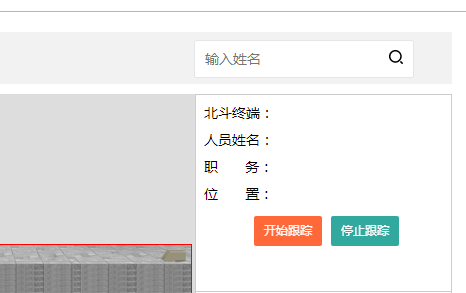 输入姓名
北斗终端：
人员姓名：
职　　务：
位　　置：
开始跟踪 停止跟踪